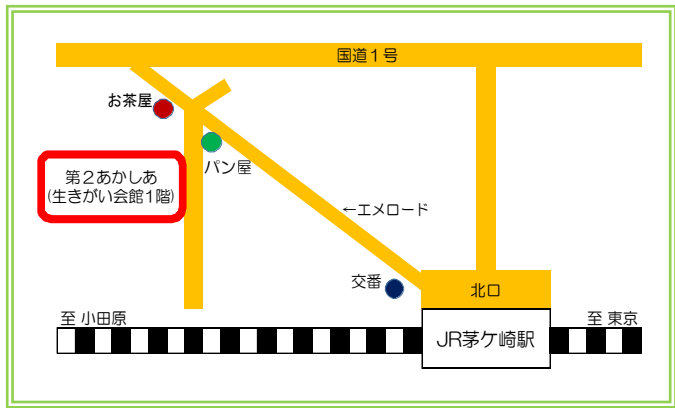 国道１号
お茶屋
パン屋
第２あかしあ
(生きがい会館1階)
←エメロード
交番
北口
至 小田原
至 東京
JR茅ケ崎駅